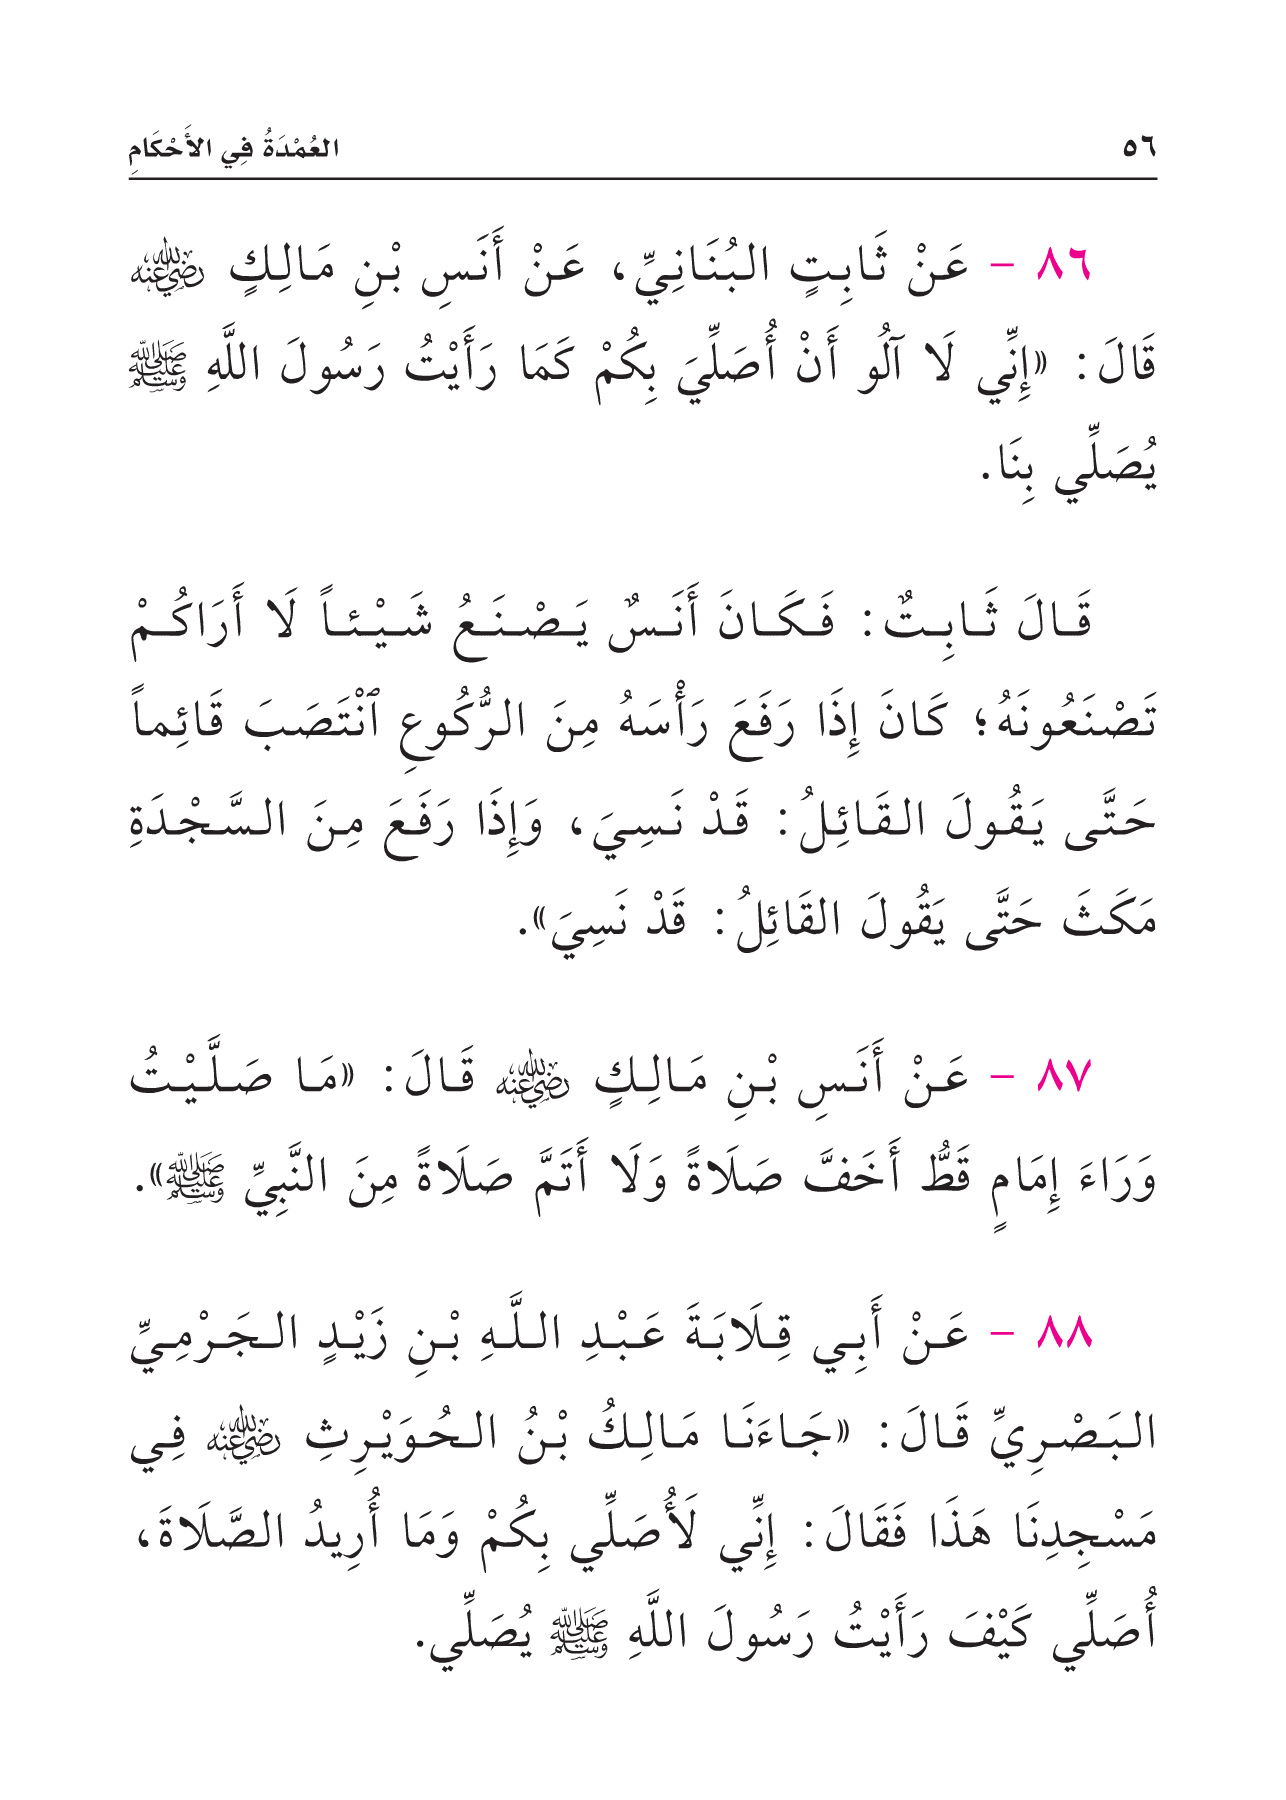 ٥٦ العُمْدَةُ فِي الأَحْكَامِ
٨٦ - عَنْ ثَابِتٍ البُنَانِيِّ، عَنْ أَنَسِ بْنِ مَالِكٍ رضي الله عنه
قَالَ: «إِنِّي لَا آلُو أَنْ أُصَلِّيَ بِكُمْ كَمَا رَأَيْتُ رَسُولَ اللَّهِ ﷺ
يُصَلِّي بِنَا.
قَالَ ثَابِتٌ: فَكَانَ أَنَسٌ يَصْنَعُ شَيْئاً لَا أَرَاكُمْ
تَصْنَعُونَهُ؛ كَانَ إِذَا رَفَعَ رَأْسَهُ مِنَ الرُّكُوعِ ٱنْتَصَبَ قَائِماً
حَتَّى يَقُولَ القَائِلُ: قَدْ نَسِيَ، وَإِذَا رَفَعَ مِنَ السَّجْدَةِ
مَكَثَ حَتَّى يَقُولَ القَائِلُ: قَدْ نَسِيَ».
٨٧ - عَنْ أَنَسِ بْنِ مَالِكٍ رضي الله عنه قَالَ: «مَا صَلَّيْتُ
وَرَاءَ إِمَامٍ قَطُّ أَخَفَّ صَلَاةً وَلَا أَتَمَّ صَلَاةً مِنَ النَّبِيِّ ﷺ».
٨٨ - عَنْ أَبِي قِلَابَةَ عَبْدِ اللَّهِ بْنِ زَيْدٍ الجَرْمِيِّ
البَصْرِيِّ قَالَ: «جَاءَنَا مَالِكُ بْنُ الحُوَيْرِثِ رضي الله عنه فِي
مَسْجِدِنَا هَذَا فَقَالَ: إِنِّي لَأُصَلِّي بِكُمْ وَمَا أُرِيدُ الصَّلَاةَ،
أُصَلِّي كَيْفَ رَأَيْتُ رَسُولَ اللَّهِ ﷺ يُصَلِّي.